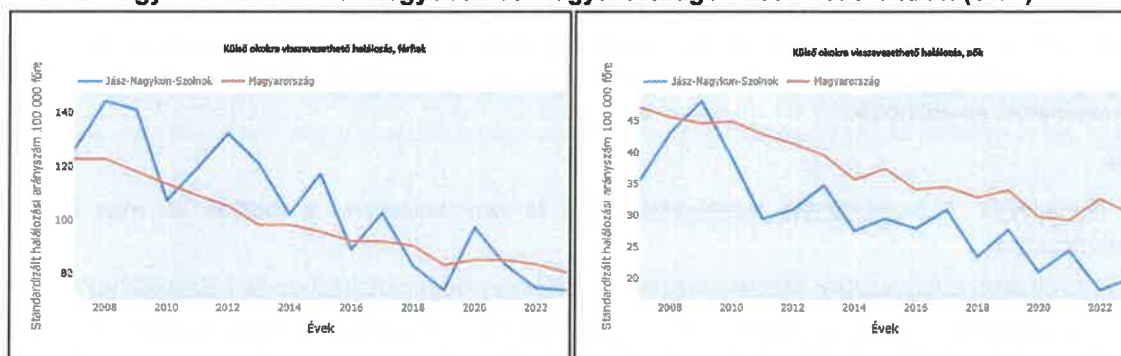 Külső okokra visszavezethető halálozás, férfiak
Jász-Nagykun-Szolnok
Magyarország
Standardizált halálozási arányszám 100 000 főre
140
120
100
80
2008
2010
2012
2014
2016
2018
2020
2022
Évek
Külső okokra visszavezethető halálozás, nők
Jász-Nagykun-Szolnok
Magyarország
Standardizált halálozási arányszám 100 000 főre
45
40
35
30
25
20
2008
2010
2012
2014
2016
2018
2020
2022
Évek